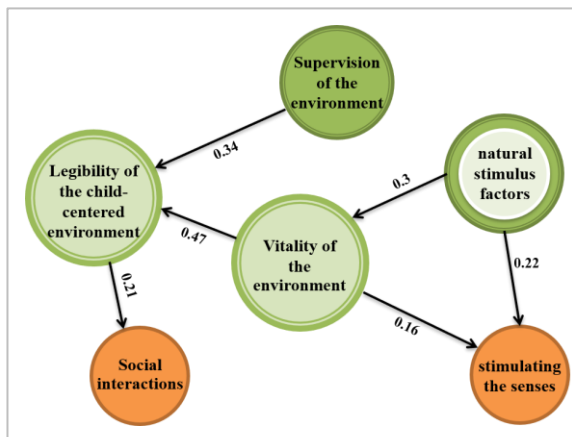 Supervision
of the
environment
0.34
Legibility of
the child-
centered
environment
natural
stimulus
factors
0.3
0.47
Vitality of
the
environment
0.22
0.21
0.16
Social
interactions
stimulating
the senses